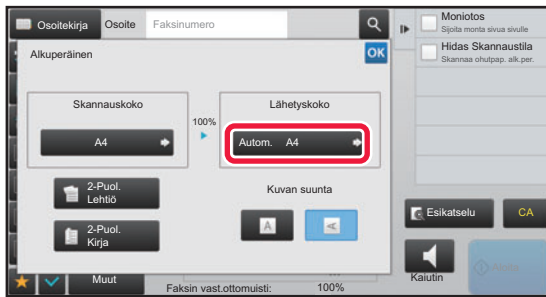 Osoitekirja
Osoite
Faksinumero
Moniotos
Sijoita monta sivua sivulle
Hidas Skannaustila
Skannaa ohutpap. alk.per.
Alkuperäinen
OK
Skannauskoko
Lähetyskoko
100%
A4
Autom. A4
2-Puol.
Lehtiö
Kuvan suunta
2-Puol.
Kirja
A
A
Esikatselu
CA
Muut
Faksin vast.ottomuisti:
100%
Kaiutin